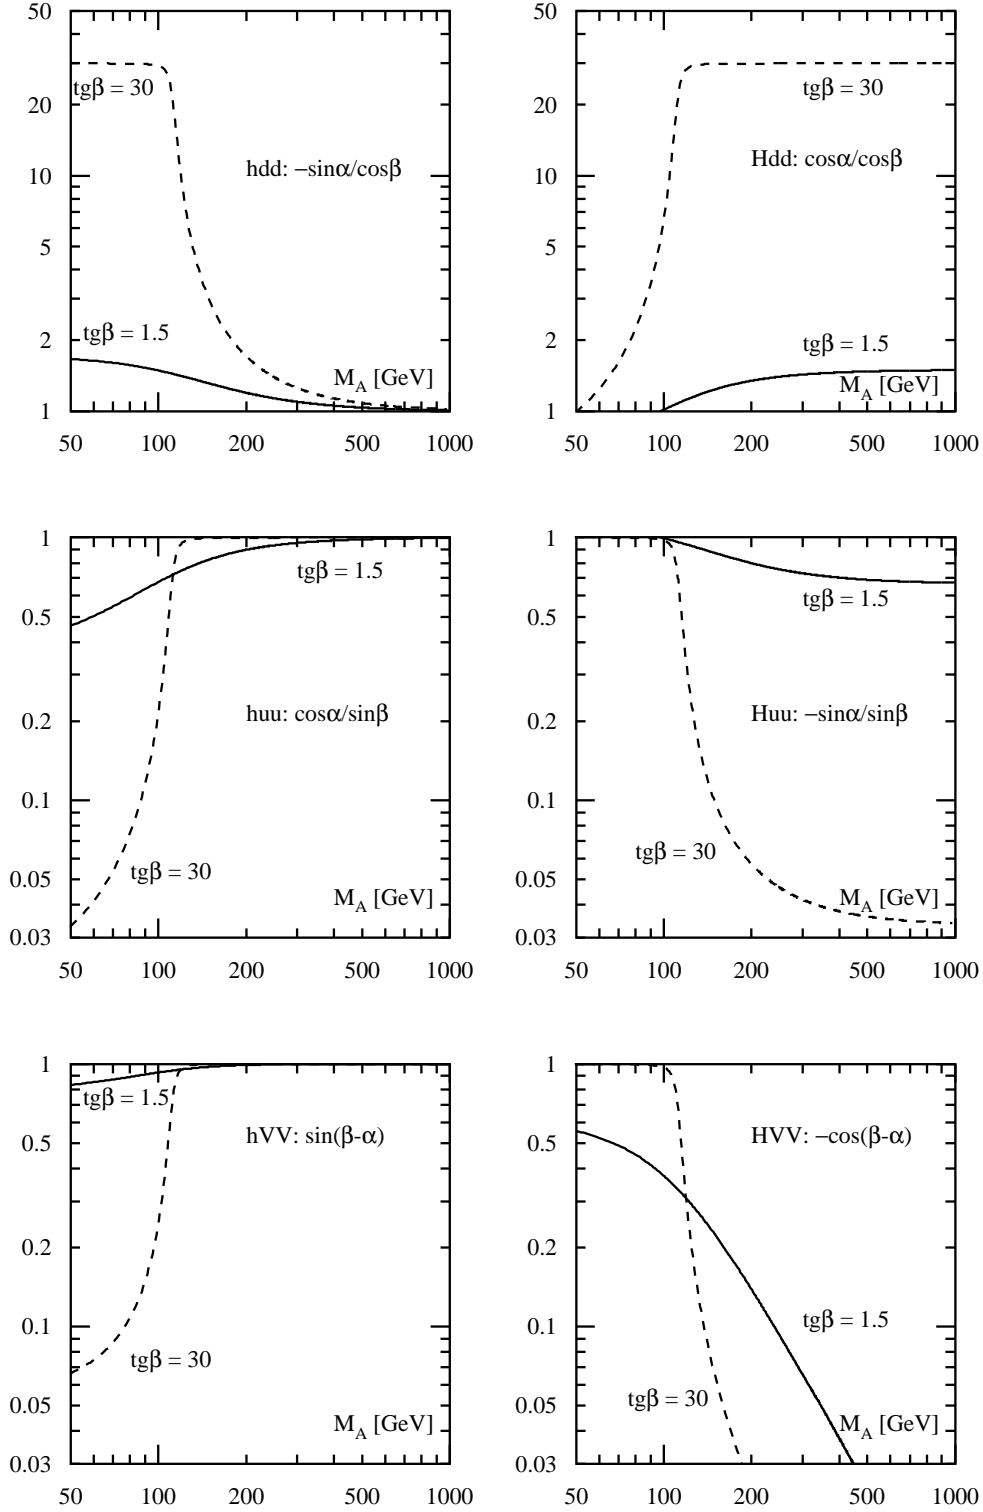 50
20
10
5
2
1
tgβ = 30
hdd: −sinα/cosβ
tgβ = 1.5
M_A [GeV]
50 100 200 500 1000
50
20
10
5
2
1
tgβ = 30
Hdd: cosα/cosβ
tgβ = 1.5
M_A [GeV]
50 100 200 500 1000
1
0.5
0.2
0.1
0.05
0.03
tgβ = 1.5
huu: cosα/sinβ
tgβ = 30
M_A [GeV]
50 100 200 500 1000
1
0.5
0.2
0.1
0.05
0.03
tgβ = 1.5
Huu: −sinα/sinβ
tgβ = 30
M_A [GeV]
50 100 200 500 1000
1
0.5
0.2
0.1
0.05
0.03
tgβ = 1.5
hVV: sin(β-α)
tgβ = 30
M_A [GeV]
50 100 200 500 1000
1
0.5
0.2
0.1
0.05
0.03
HVV: −cos(β-α)
tgβ = 1.5
tgβ = 30
M_A [GeV]
50 100 200 500 1000